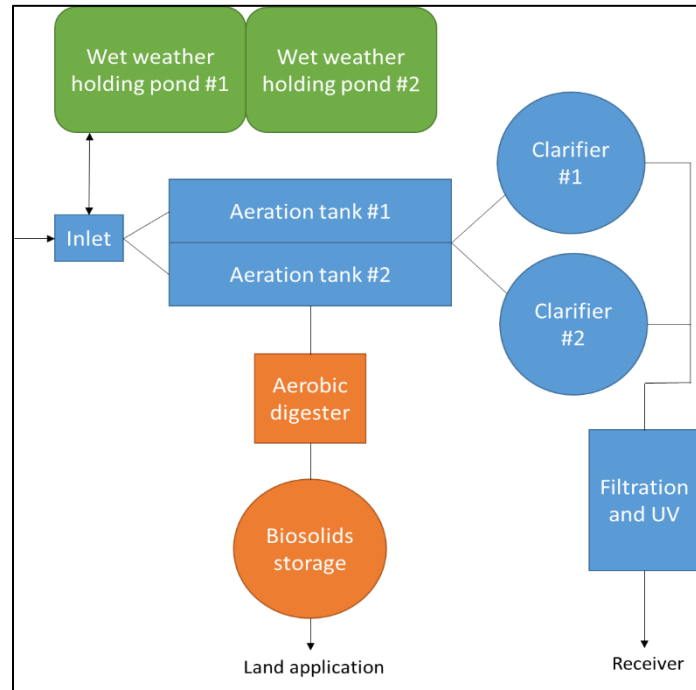 Wet weather
holding pond #1
Wet weather
holding pond #2
Clarifier
#1
Inlet
Aeration tank #1
Aeration tank #2
Clarifier
#2
Aerobic
digester
Filtration
and UV
Biosolids
storage
Land application
Receiver